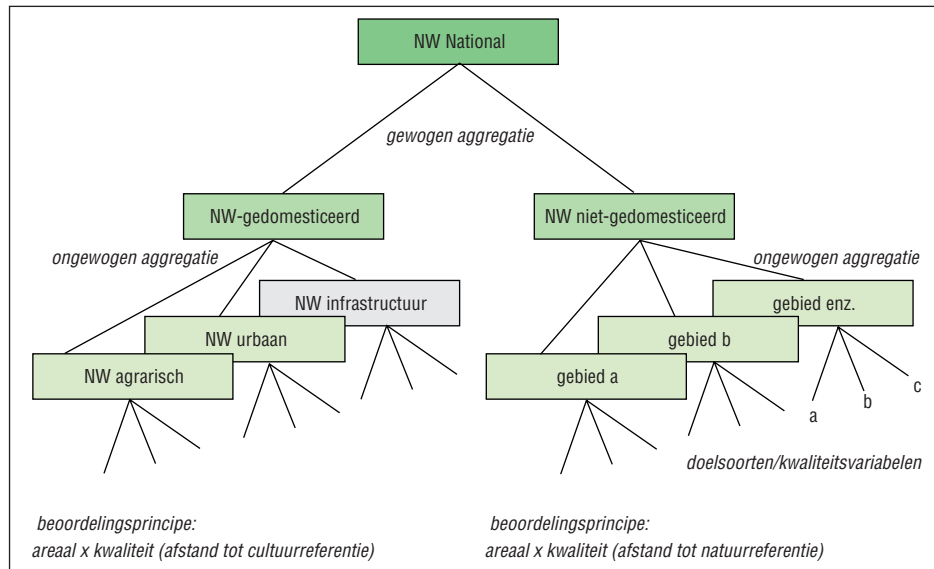 NW National
gewogen aggregatie
NW-gedomesticeerd
NW niet-gedomesticeerd
ongewogen aggregatie
ongewogen aggregatie
NW infrastructuur
gebied enz.
NW urbaan
gebied b
NW agrarisch
gebied a
a
b
c
doelsoorten/kwaliteitsvariabelen
beoordelingsprincipe:
areaal x kwaliteit (afstand tot cultuurreferentie)
beoordelingsprincipe:
areaal x kwaliteit (afstand tot natuurreferentie)